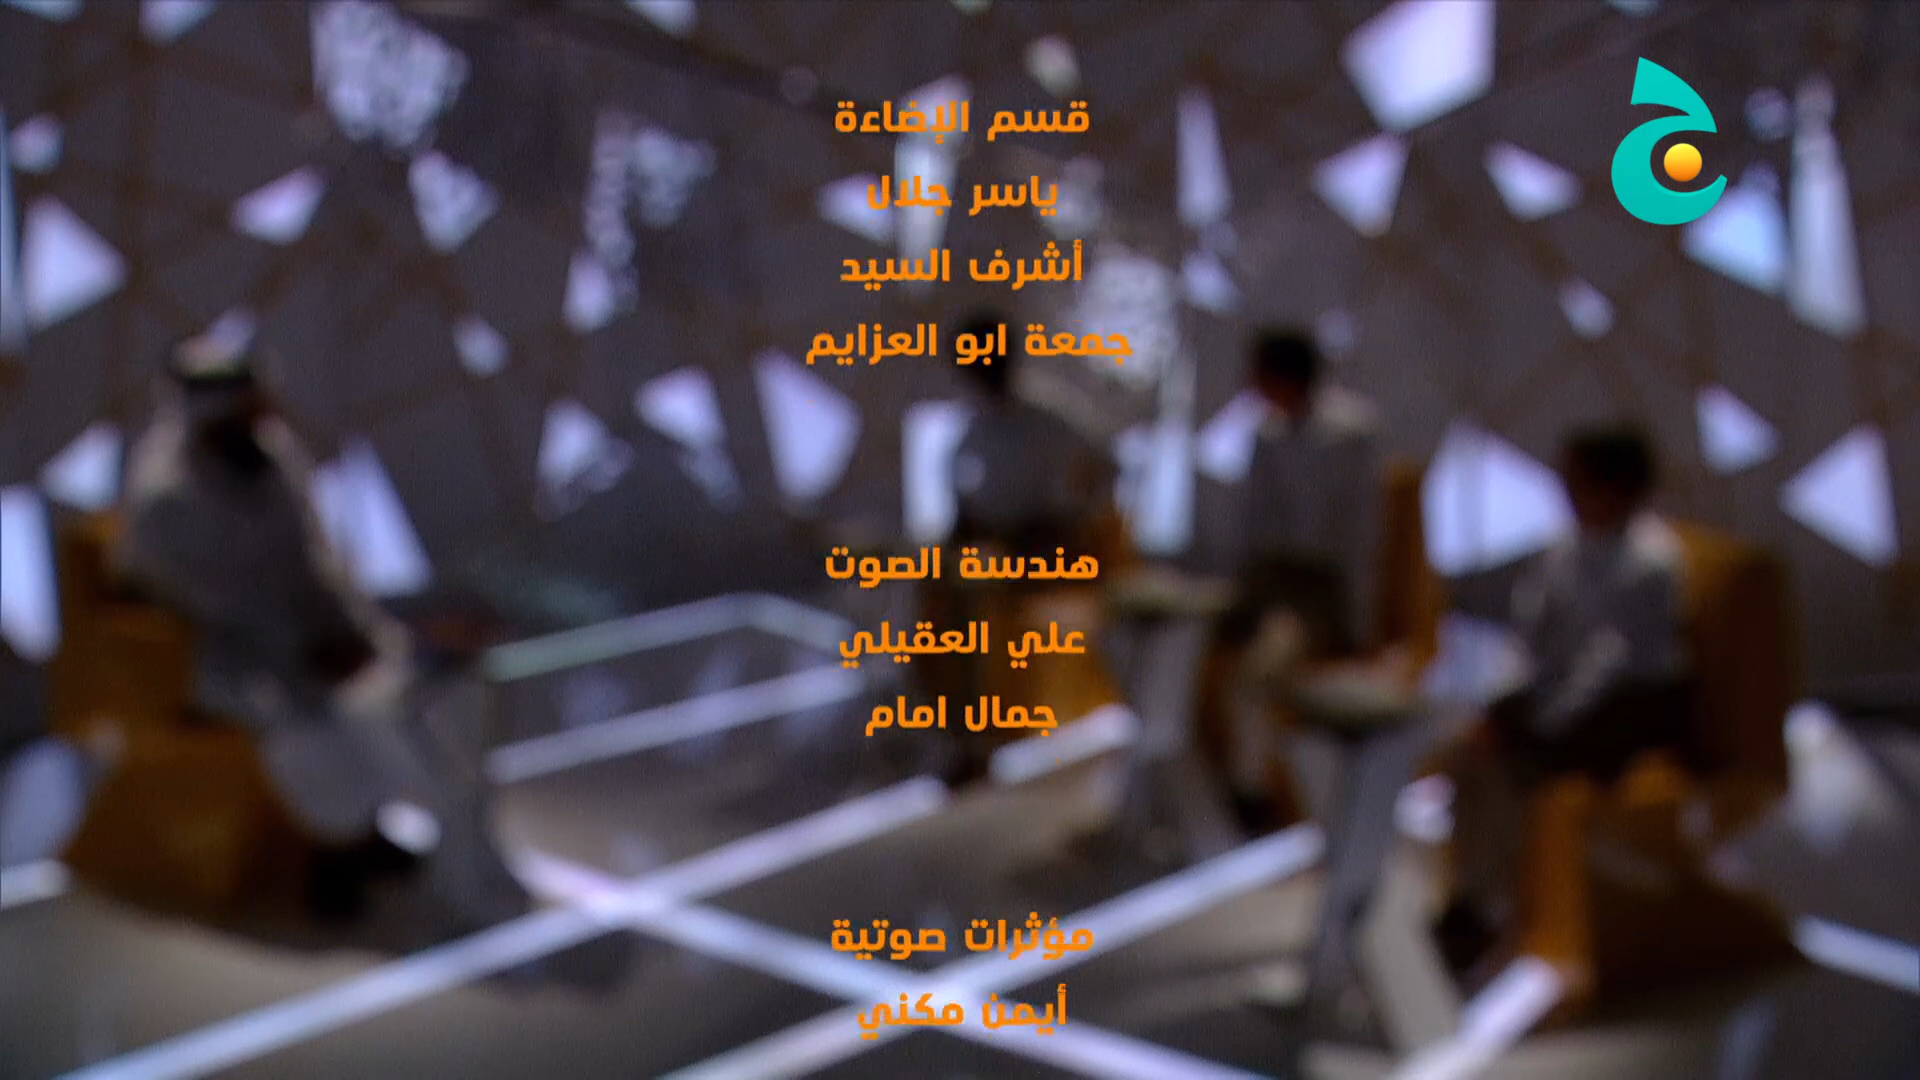 قسم الإضاءة
ياسر جلال
أشرف السيد
جمعة ابو العزايم
هندسة الصوت
علي العقيلي
جمال امام
مؤثرات صوتية
أيمن مكني